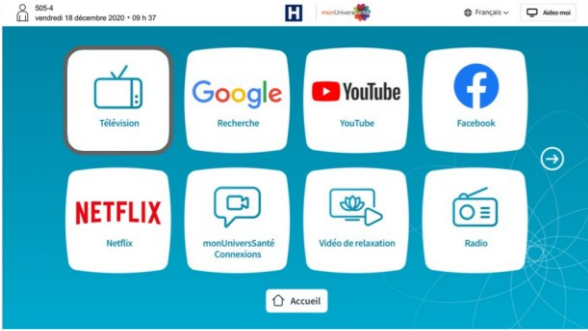 505-4
vendredi 18 décembre 2020 • 09 h 37
H
monUniversSanté
Français
Aidez-moi
Télévision
Google
Recherche
YouTube
YouTube
Facebook
NETFLIX
Netflix
monUniversSanté
Connexions
Vidéo de relaxation
Radio
Accueil